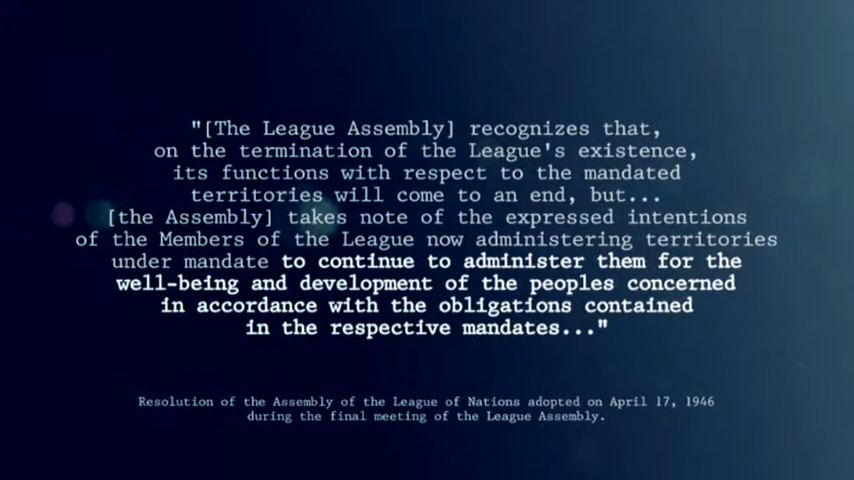 "[The League Assembly] recognizes that,
on the termination of the League's existence,
its functions with respect to the mandated
territories will come to an end, but...
[the Assembly] takes note of the expressed intentions
of the Members of the League now administering territories
under mandate to continue to administer them for the
well-being and development of the peoples concerned
in accordance with the obligations contained
in the respective mandates..."
Resolution of the Assembly of the League of Nations adopted on April 17, 1946
during the final meeting of the League Assembly.